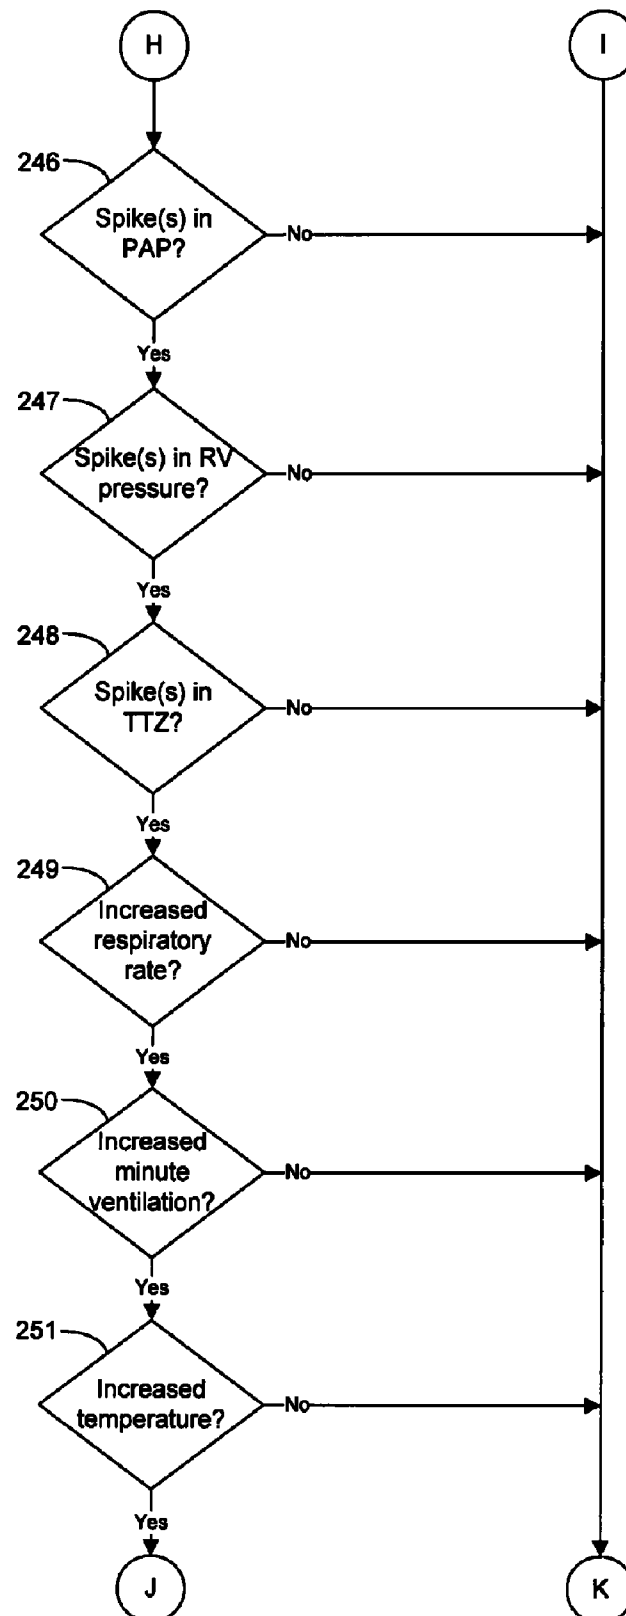 H
I
246
Spike(s) in
PAP?
No
Yes
247
Spike(s) in RV
pressure?
No
Yes
248
Spike(s) in
TTZ?
No
Yes
249
Increased
respiratory
rate?
No
Yes
250
Increased
minute
ventilation?
No
Yes
251
Increased
temperature?
No
Yes
J
K